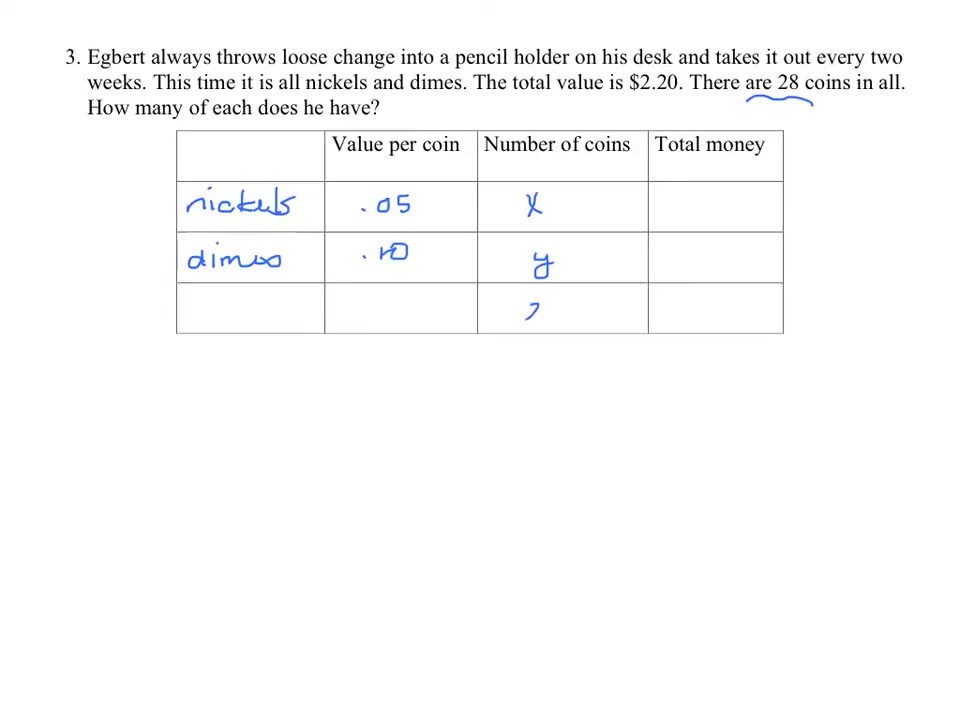 3. Egbert always throws loose change into a pencil holder on his desk and takes it out every two
weeks. This time it is all nickels and dimes. The total value is $2.20. There are 28 coins in all.
How many of each does he have?
Value per coin Number of coins Total money
nickels .05 x
dimes .10 y